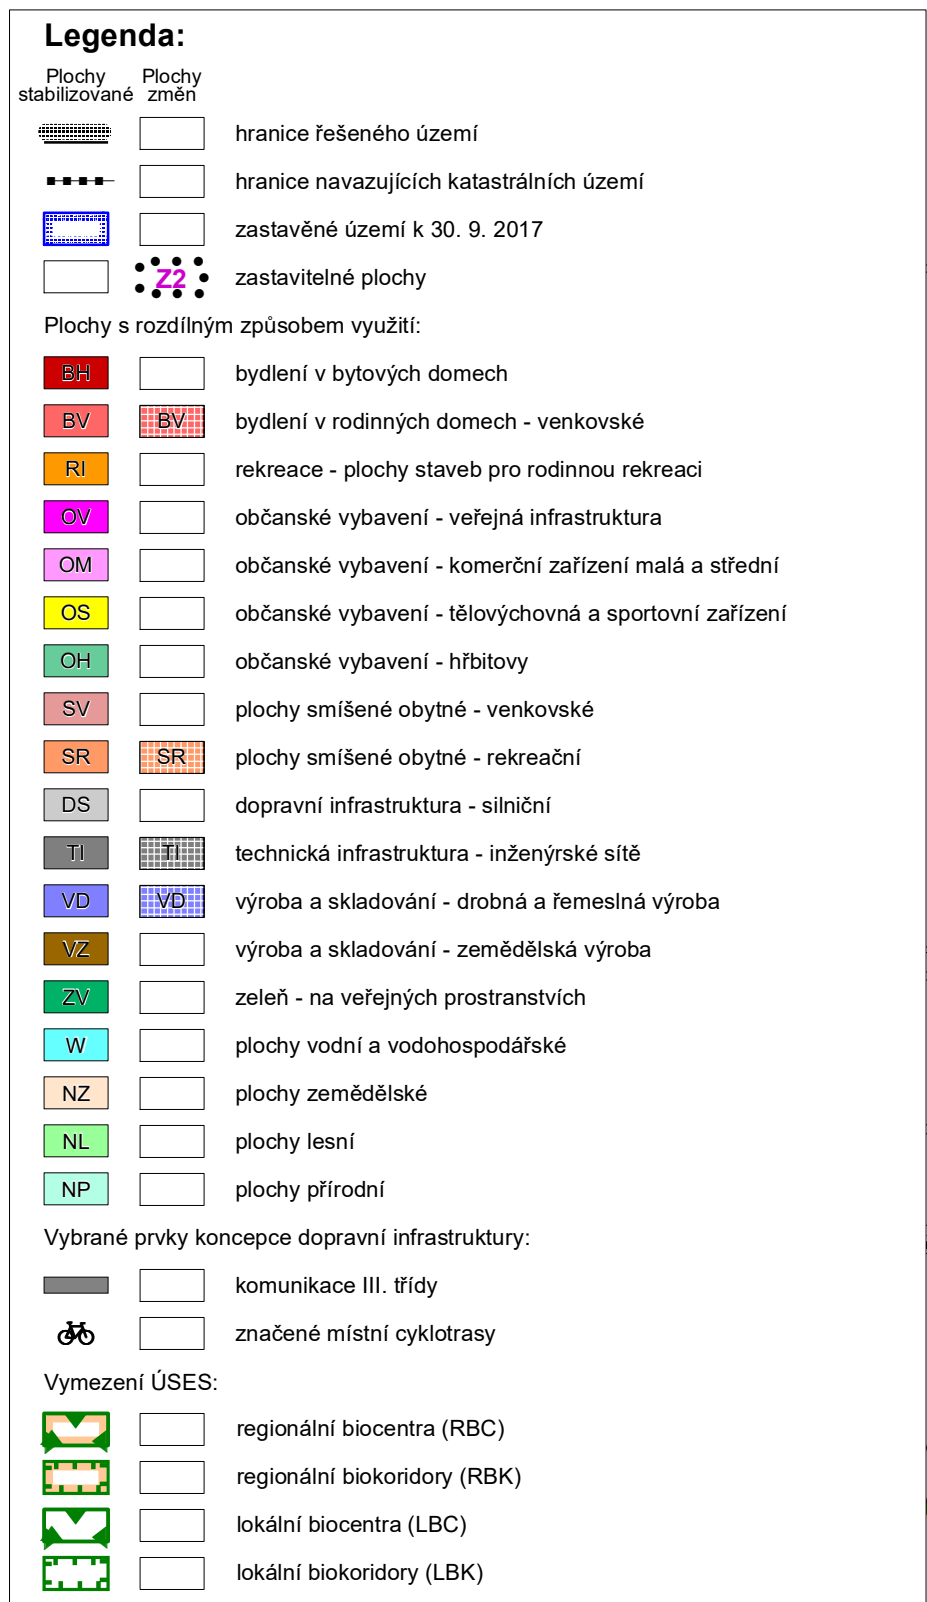 Legenda:
Plochy Plochy
stabilizované změn
hranice řešeného území
hranice navazujících katastrálních území
zastavěné území k 30. 9. 2017
Z2 zastavitelné plochy
Plochy s rozdílným způsobem využití:
BH bydlení v bytových domech
BV BV bydlení v rodinných domech - venkovské
RI rekreace - plochy staveb pro rodinnou rekreaci
OV občanské vybavení - veřejná infrastruktura
OM občanské vybavení - komerční zařízení malá a střední
OS občanské vybavení - tělovýchovná a sportovní zařízení
OH občanské vybavení - hřbitovy
SV plochy smíšené obytné - venkovské
SR SR plochy smíšené obytné - rekreační
DS dopravní infrastruktura - silniční
TI TI technická infrastruktura - inženýrské sítě
VD VD výroba a skladování - drobná a řemeslná výroba
VZ výroba a skladování - zemědělská výroba
ZV zeleň - na veřejných prostranstvích
W plochy vodní a vodohospodářské
NZ plochy zemědělské
NL plochy lesní
NP plochy přírodní
Vybrané prvky koncepce dopravní infrastruktury:
komunikace III. třídy
značené místní cyklotrasy
Vymezení ÚSES:
regionální biocentra (RBC)
regionální biokoridory (RBK)
lokální biocentra (LBC)
lokální biokoridory (LBK)